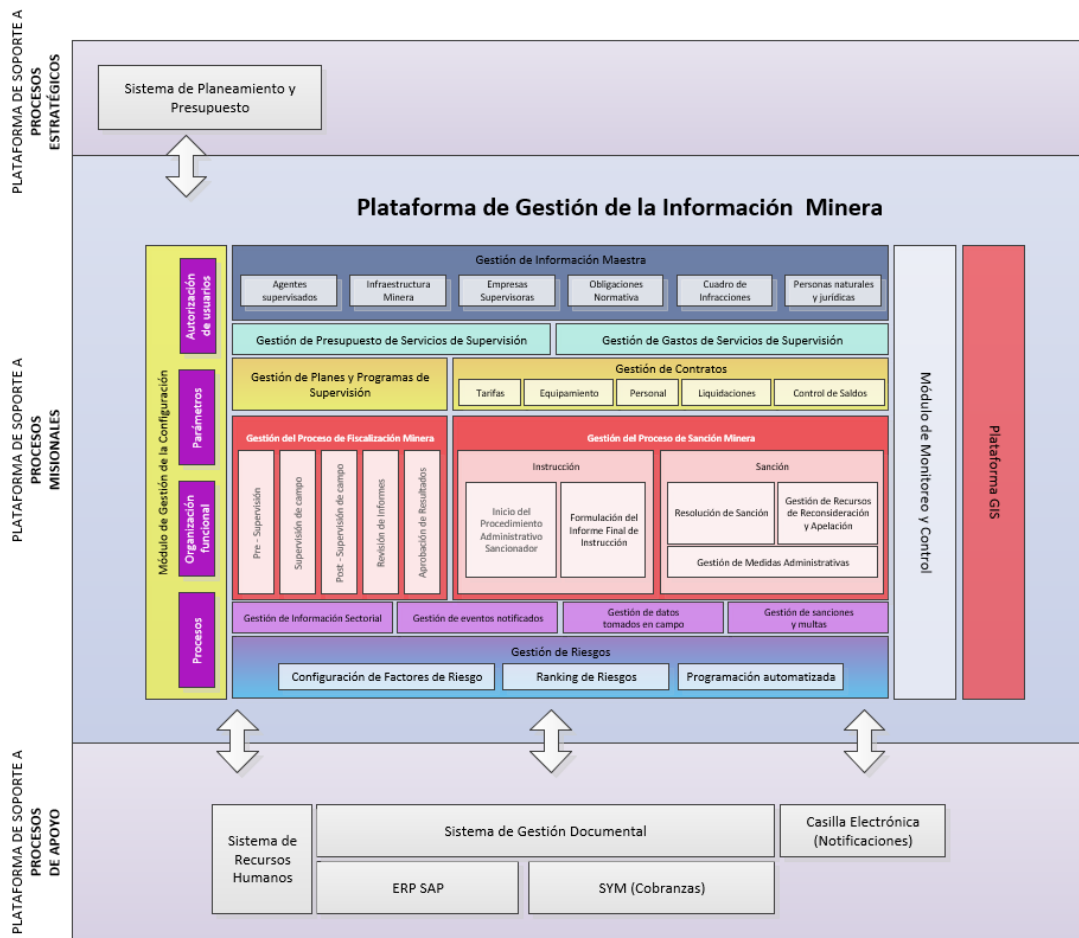 PLATAFORMA DE SOPORTE A
PROCESOS
ESTRATÉGICOS
Sistema de Planeamiento y
Presupuesto
PLATAFORMA DE SOPORTE A
PROCESOS
MISIONALES
Plataforma de Gestión de la Información Minera
Módulo de Gestión de la Configuración
Autorización
de usuarios
Parámetros
Organización
funcional
Procesos
Gestión de Información Maestra
Agentes
supervisados
Infraestructura
Minera
Empresas
Supervisoras
Obligaciones
Normativa
Cuadro de
Infracciones
Personas naturales
y jurídicas
Gestión de Presupuesto de Servicios de Supervisión
Gestión de Gastos de Servicios de Supervisión
Gestión de Planes y Programas de
Supervisión
Gestión de Contratos
Tarifas
Equipamiento
Personal
Liquidaciones
Control de Saldos
Gestión del Proceso de Fiscalización Minera
Pre - Supervisión
Supervisión de campo
Post - Supervisión de campo
Revisión de Informes
Aprobación de Resultados
Gestión del Proceso de Sanción Minera
Instrucción
Inicio del
Procedimiento
Administrativo
Sancionador
Formulación del
Informe Final de
Instrucción
Sanción
Resolución de Sanción
Gestión de Recursos
de Reconsideración
y Apelación
Gestión de Medidas Administrativas
Gestión de Información Sectorial
Gestión de eventos notificados
Gestión de datos
tomados en campo
Gestión de sanciones
y multas
Gestión de Riesgos
Configuración de Factores de Riesgo
Ranking de Riesgos
Programación automatizada
Módulo de Monitoreo y Control
Plataforma GIS
PLATAFORMA DE SOPORTE A
PROCESOS
DE APOYO
Sistema de
Recursos
Humanos
Sistema de Gestión Documental
Casilla Electrónica
(Notificaciones)
ERP SAP
SYM (Cobranzas)